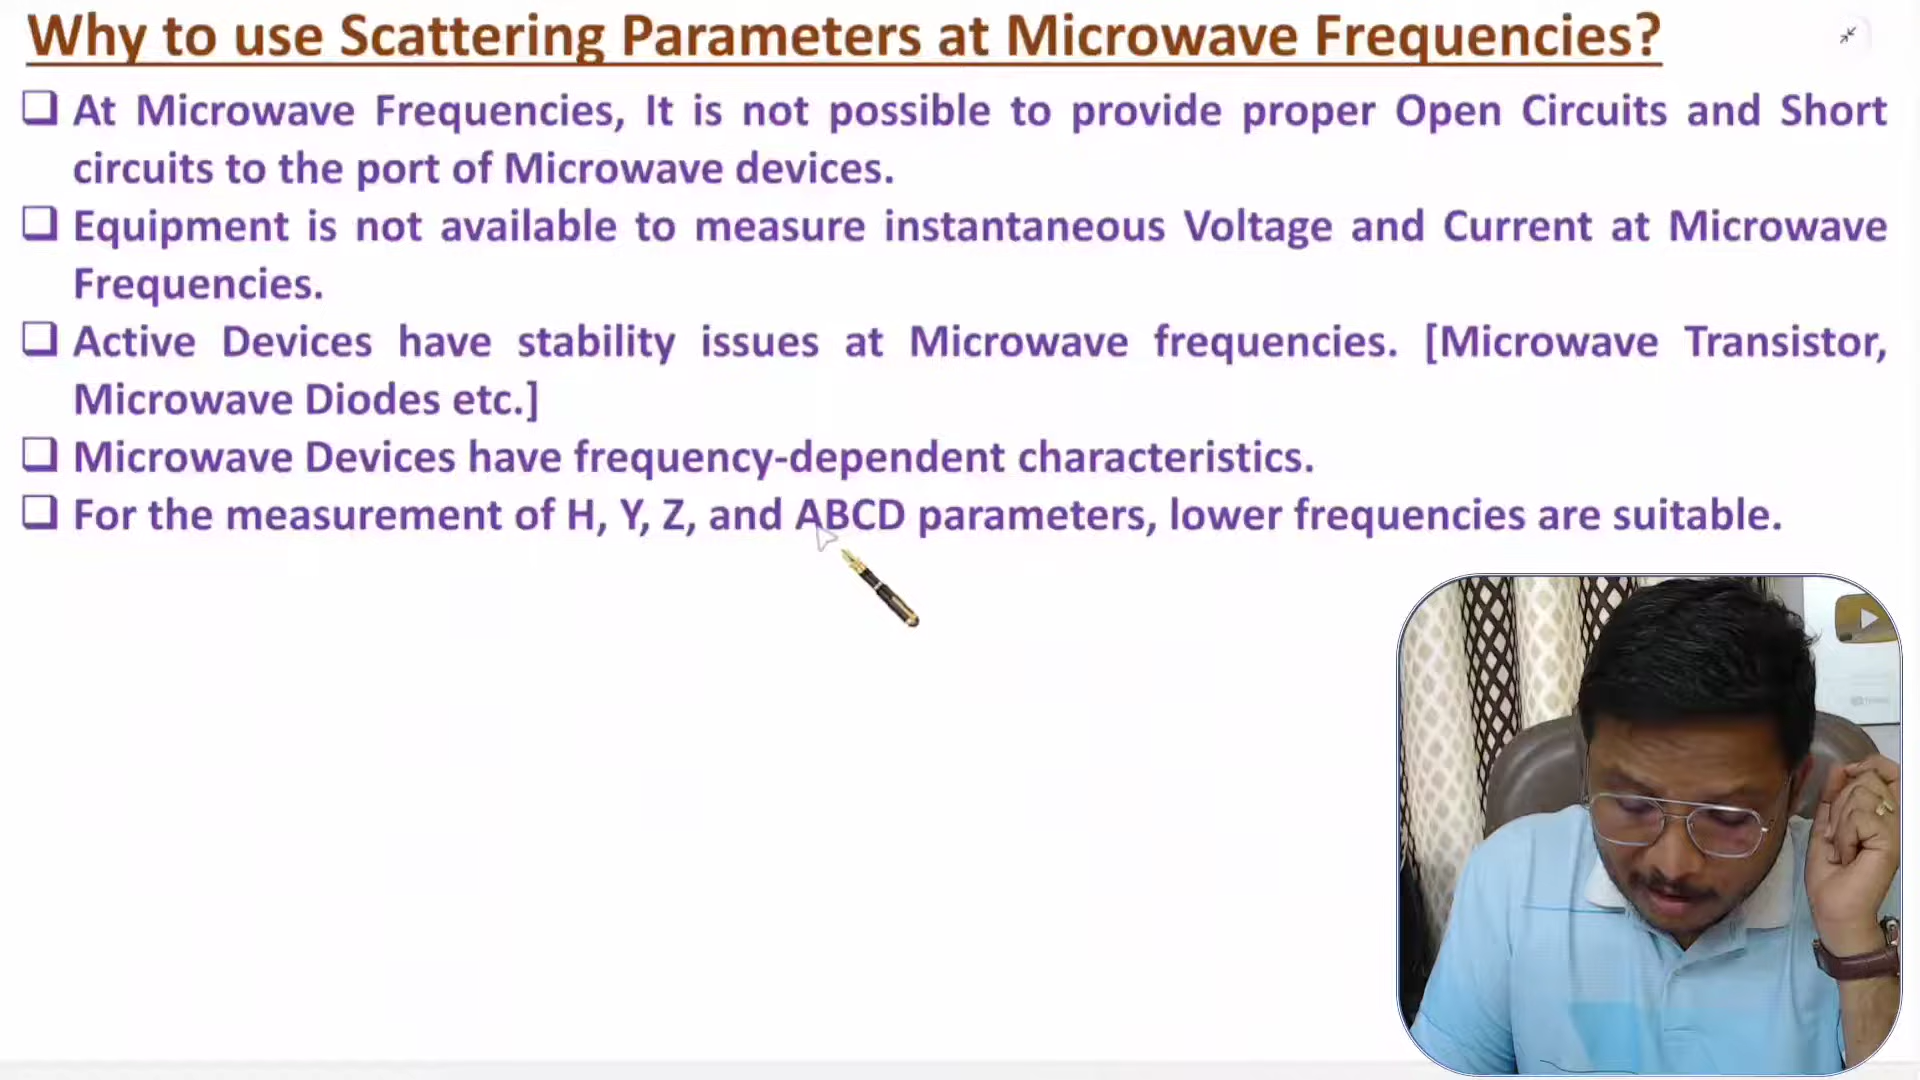 Why to use Scattering Parameters at Microwave Frequencies?
❑ At Microwave Frequencies, It is not possible to provide proper Open Circuits and Short
circuits to the port of Microwave devices.
❑ Equipment is not available to measure instantaneous Voltage and Current at Microwave
Frequencies.
❑ Active Devices have stability issues at Microwave frequencies. [Microwave Transistor,
Microwave Diodes etc.]
❑ Microwave Devices have frequency-dependent characteristics.
❑ For the measurement of H, Y, Z, and ABCD parameters, lower frequencies are suitable.